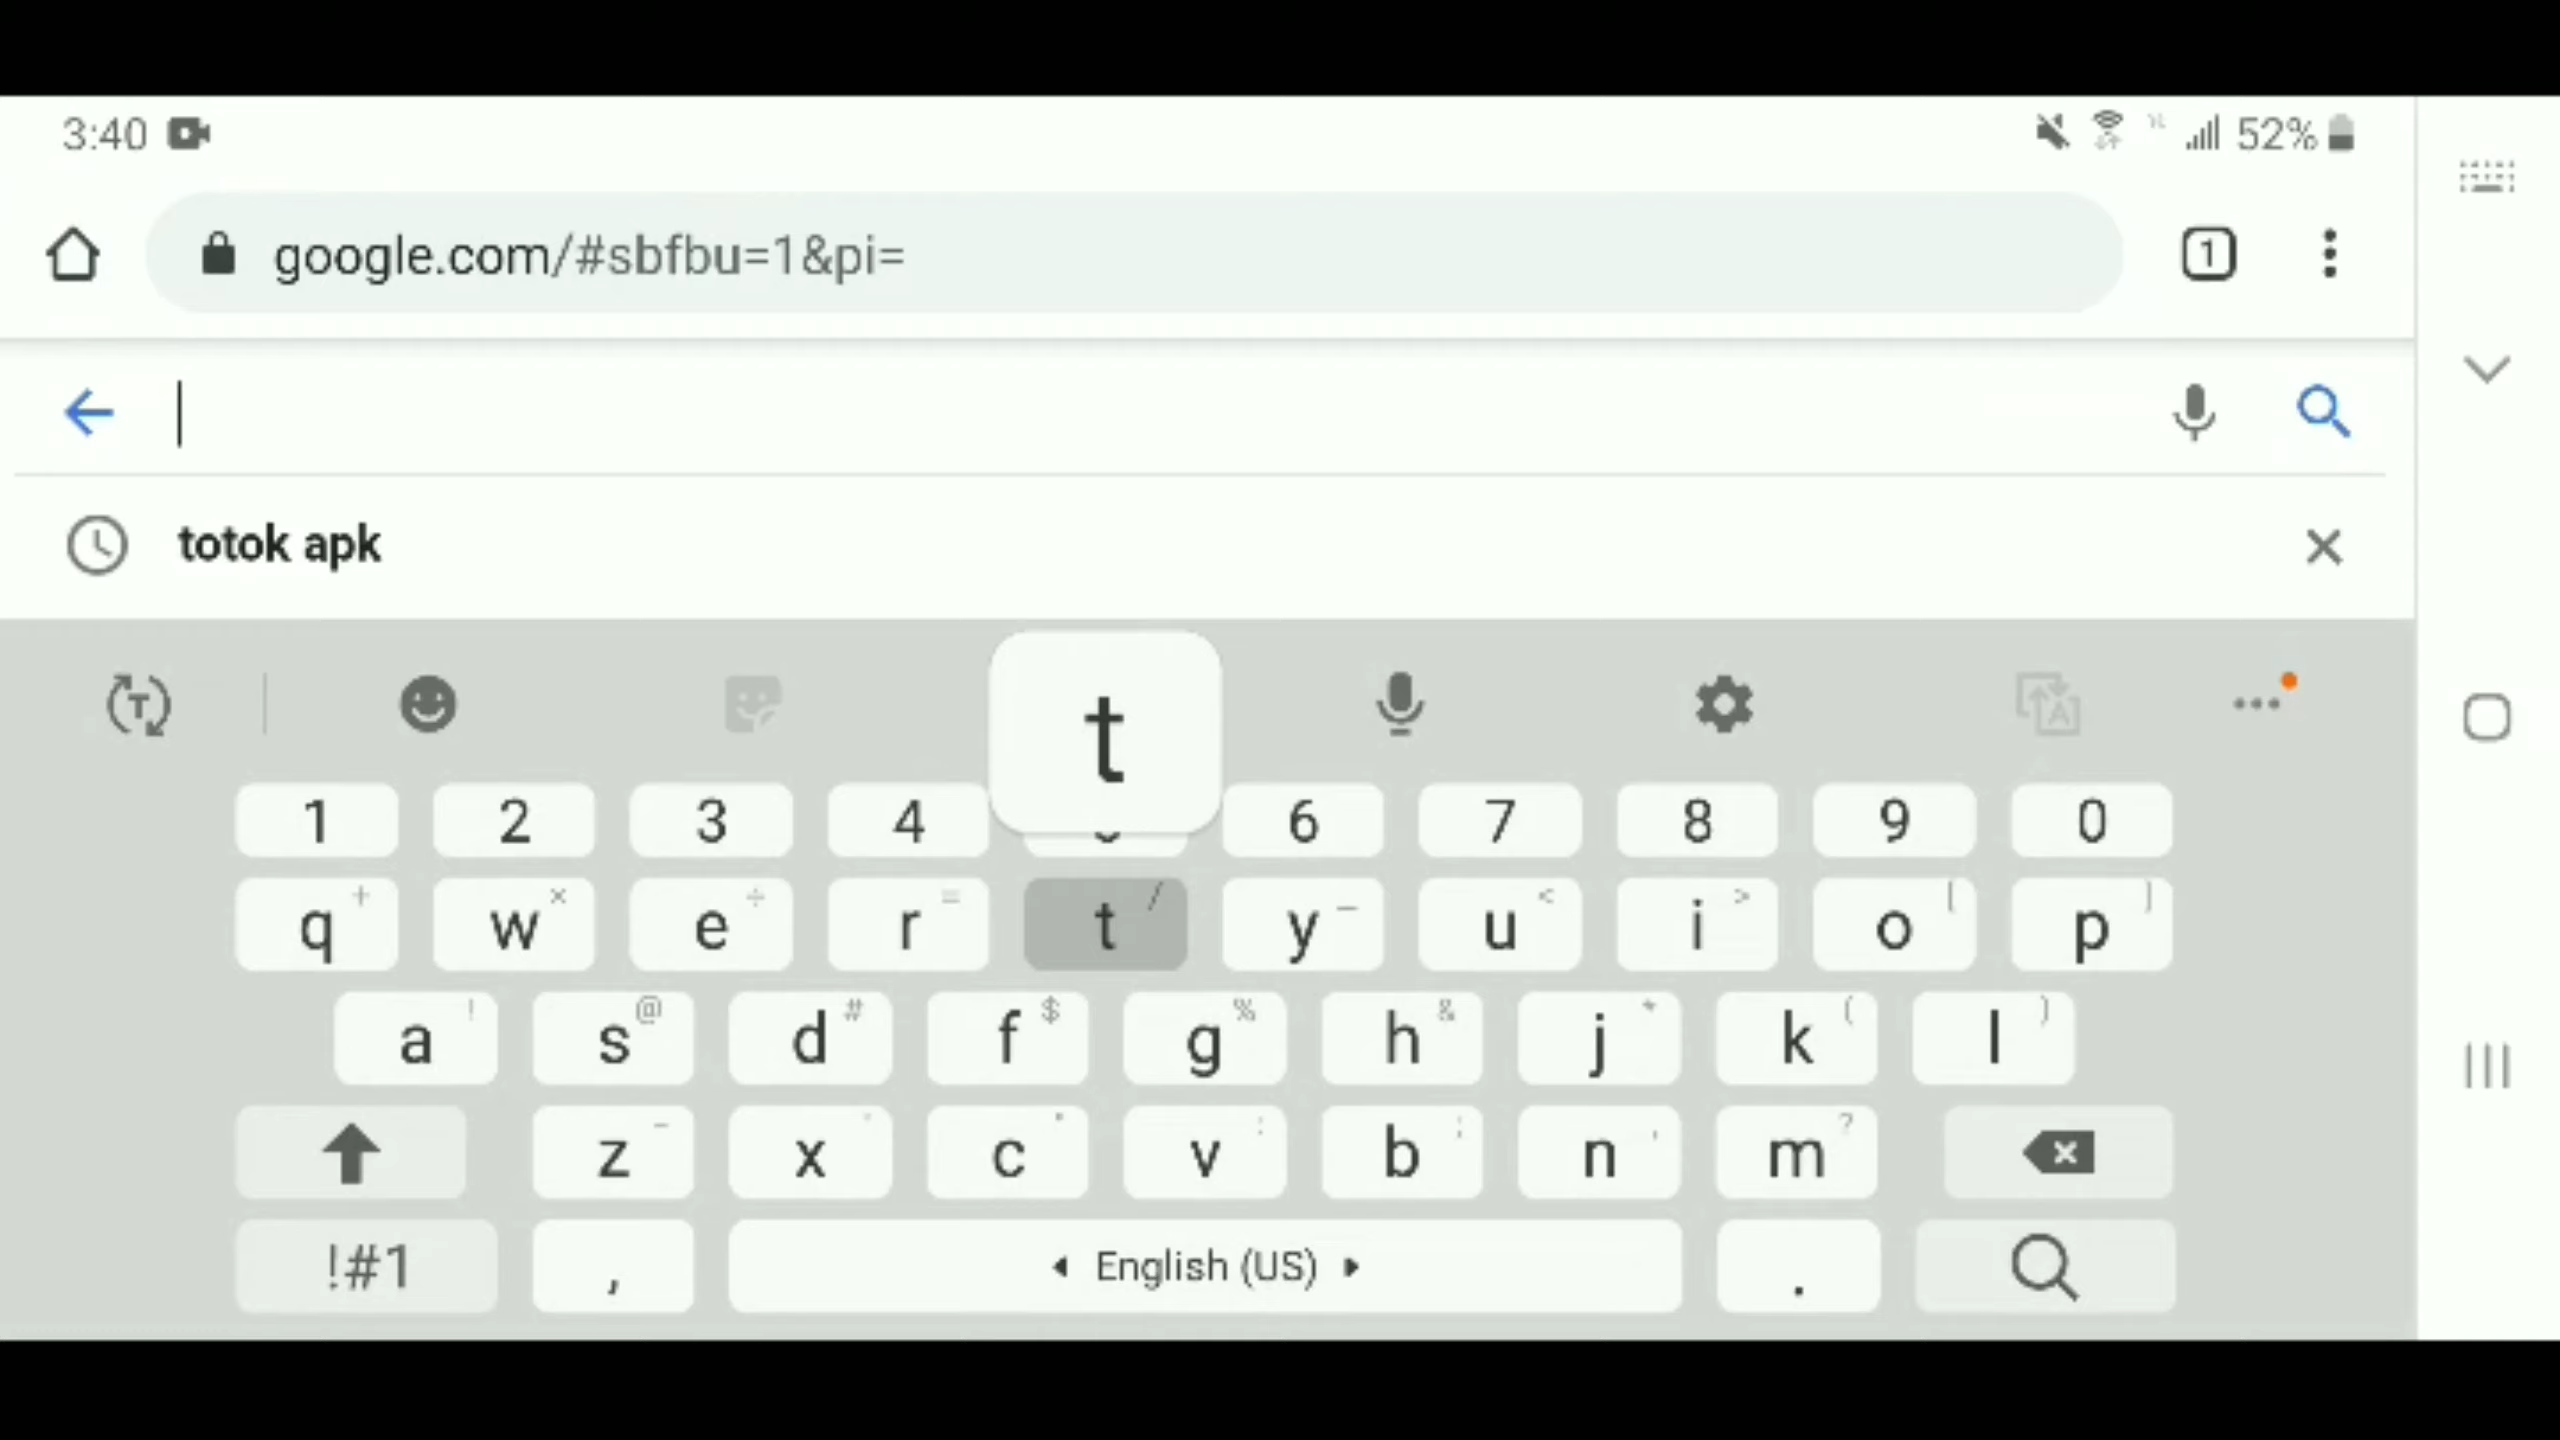 3:40 52%
google.com/#sbfbu=1&pi= 1
totok apk
t
1 2 3 4 6 7 8 9 0
q + w × e ÷ r = t / y _ u < i > o [ p ]
a ! s @ d # f $ g % h & j * k ( l )
z - x c v : b ; n , m ?
!#1 , English (US) .